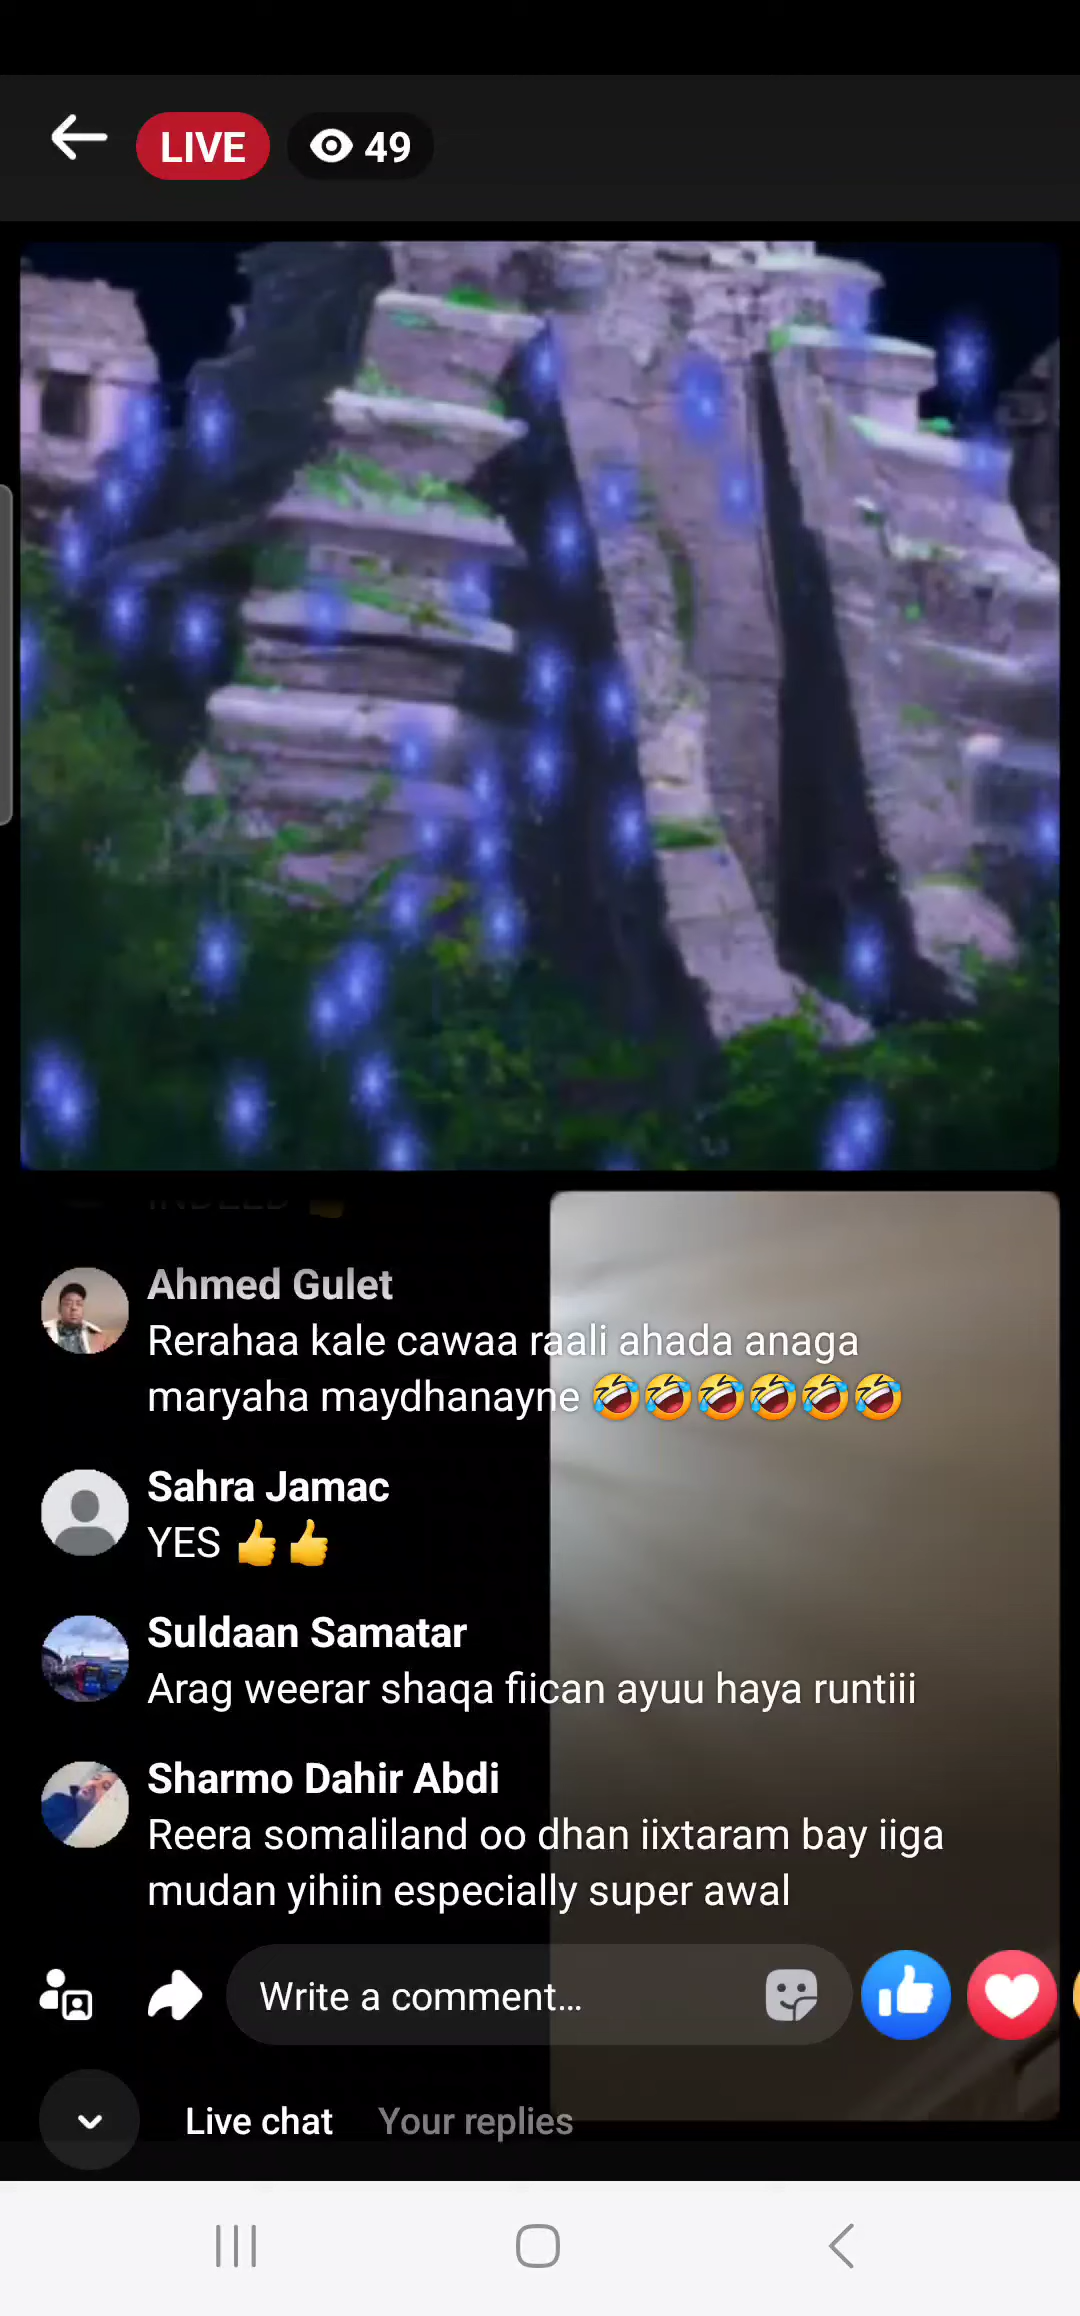 LIVE 49
INDEED 👍
Ahmed Gulet
Rerahaa kale cawaa raali ahada anaga
maryaha maydhanayne 🤣🤣🤣🤣🤣🤣
Sahra Jamac
YES 👍👍
Suldaan Samatar
Arag weerar shaqa fiican ayuu haya runtiii
Sharmo Dahir Abdi
Reera somaliland oo dhan iixtaram bay iiga
mudan yihiin especially super awal
Write a comment...
Live chat Your replies